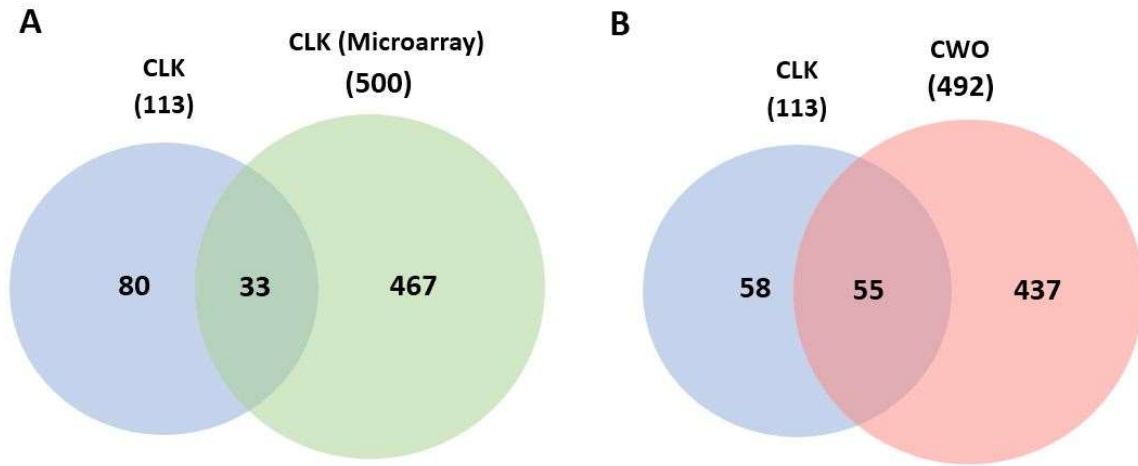 A
CLK
(113)
CLK (Microarray)
(500)
80
33
467
B
CLK
(113)
CWO
(492)
58
55
437